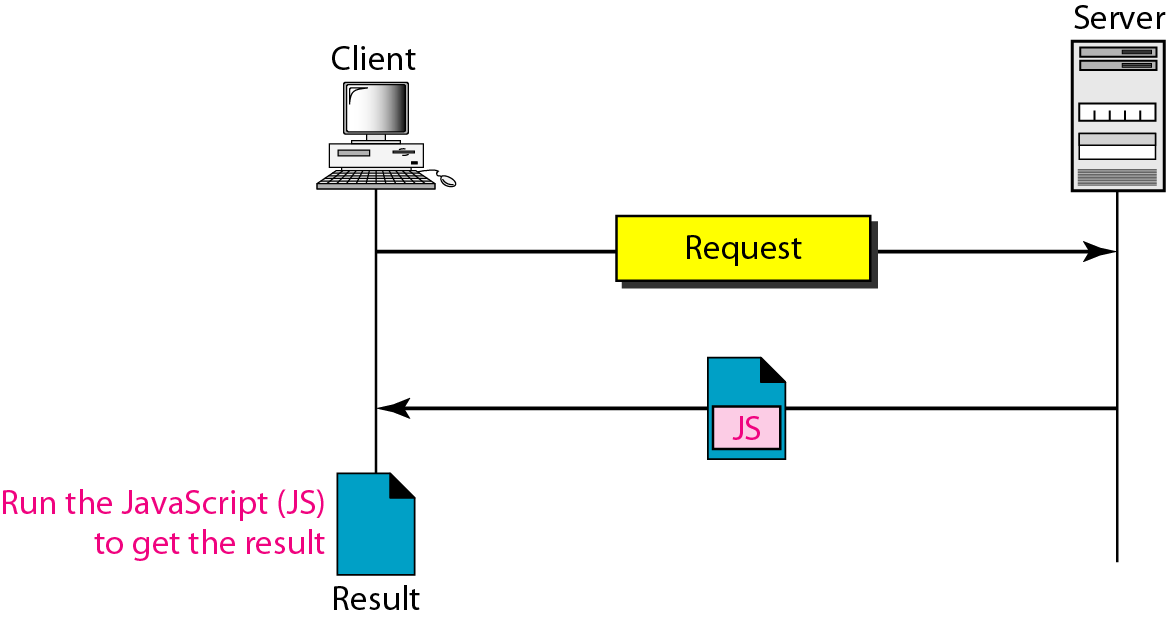 Server
Client
Request
JS
Run the JavaScript (JS)
to get the result
Result